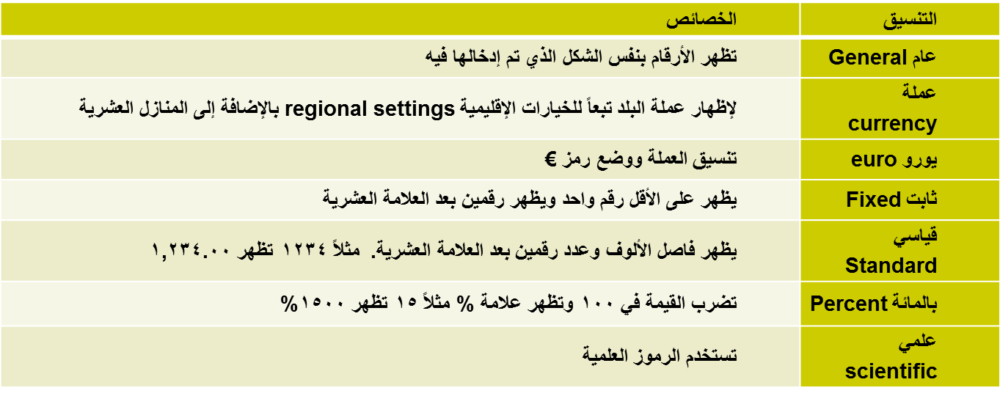 التنسيق
الخصائص
عام General
تظهر الأرقام بنفس الشكل الذي تم إدخالها فيه
عملة
currency
لإظهار عملة البلد تبعاً للخيارات الإقليمية regional settings بالإضافة إلى المنازل العشرية
يورو euro
تنسيق العملة ووضع رمز €
ثابت Fixed
يظهر على الأقل رقم واحد ويظهر رقمين بعد العلامة العشرية
قياسي
Standard
يظهر فاصل الألوف وعدد رقمين بعد العلامة العشرية. مثلاً ١٢٣٤ تظهر ١,٢٣٤.٠٠
بالمائة Percent
تضرب القيمة في ١٠٠ وتظهر علامة % مثلاً ١٥ تظهر ١٥٠٠%
علمي
scientific
تستخدم الرموز العلمية